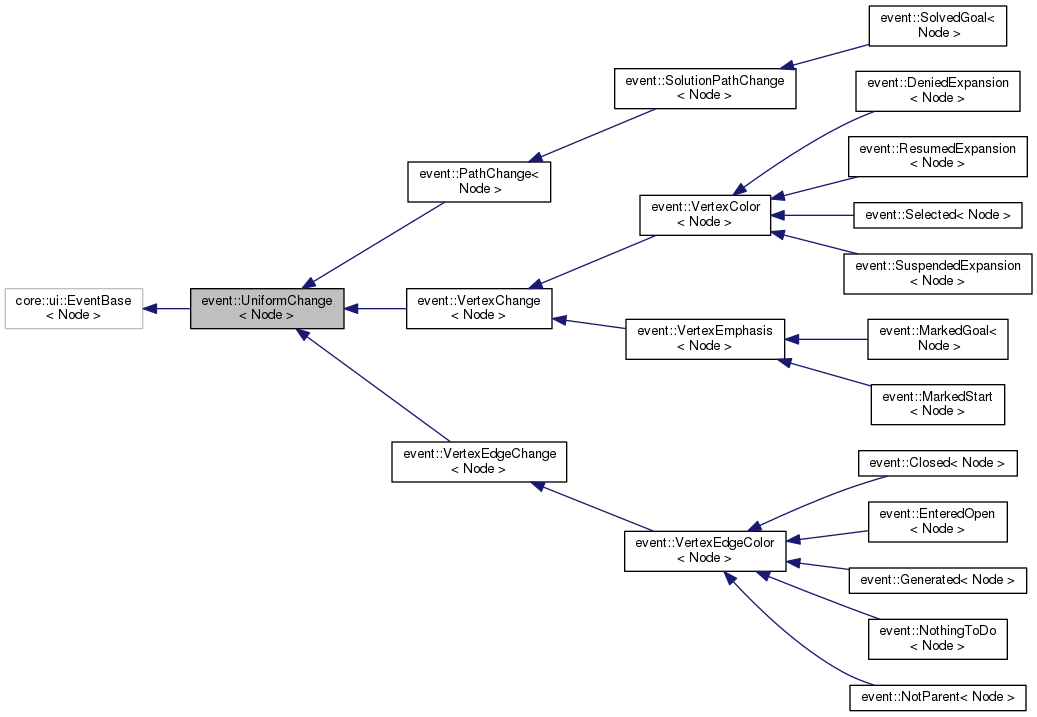 event::SolvedGoal<
Node >
event::SolutionPathChange
< Node >
event::DeniedExpansion
< Node >
event::ResumedExpansion
< Node >
event::PathChange<
Node >
event::VertexColor
< Node >
event::Selected< Node >
event::SuspendedExpansion
< Node >
core::ui::EventBase
< Node >
event::UniformChange
< Node >
event::VertexChange
< Node >
event::VertexEmphasis
< Node >
event::MarkedGoal<
Node >
event::MarkedStart
< Node >
event::VertexEdgeChange
< Node >
event::Closed< Node >
event::EnteredOpen
< Node >
event::VertexEdgeColor
< Node >
event::Generated< Node >
event::NothingToDo
< Node >
event::NotParent< Node >